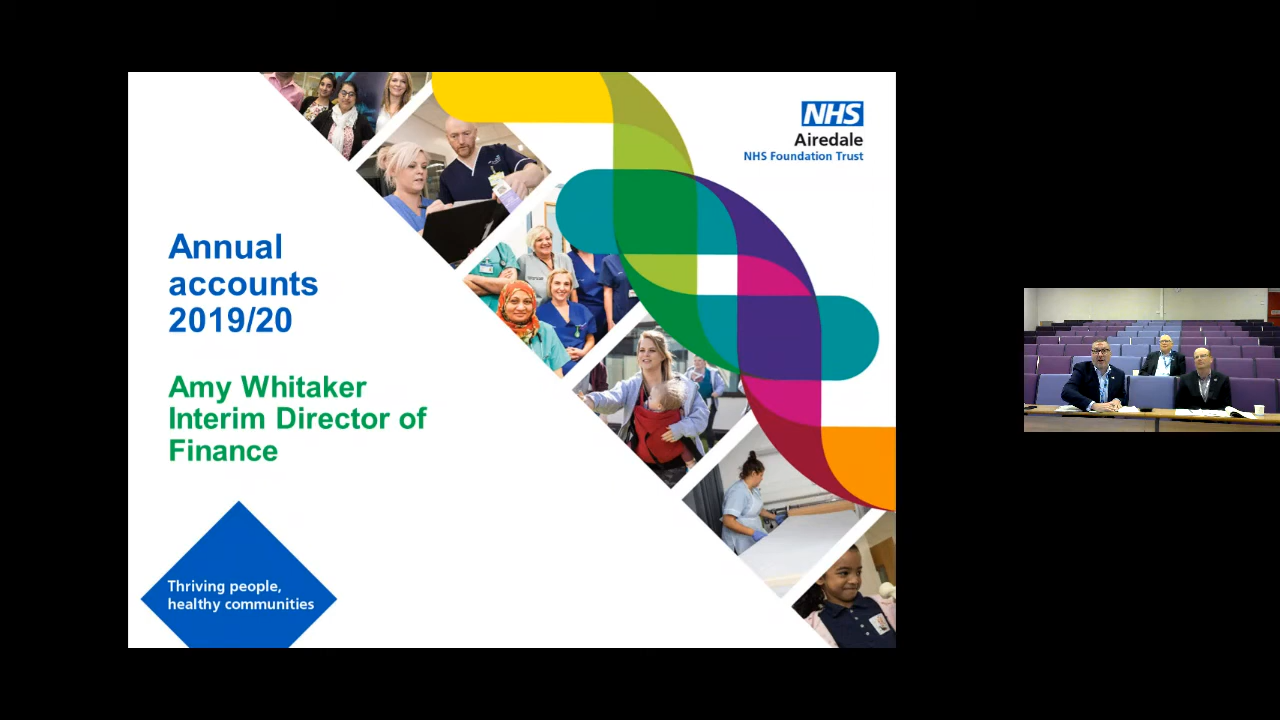 NHS
Airedale
NHS Foundation Trust
Annual
accounts
2019/20
Amy Whitaker
Interim Director of
Finance
Thriving people,
healthy communities